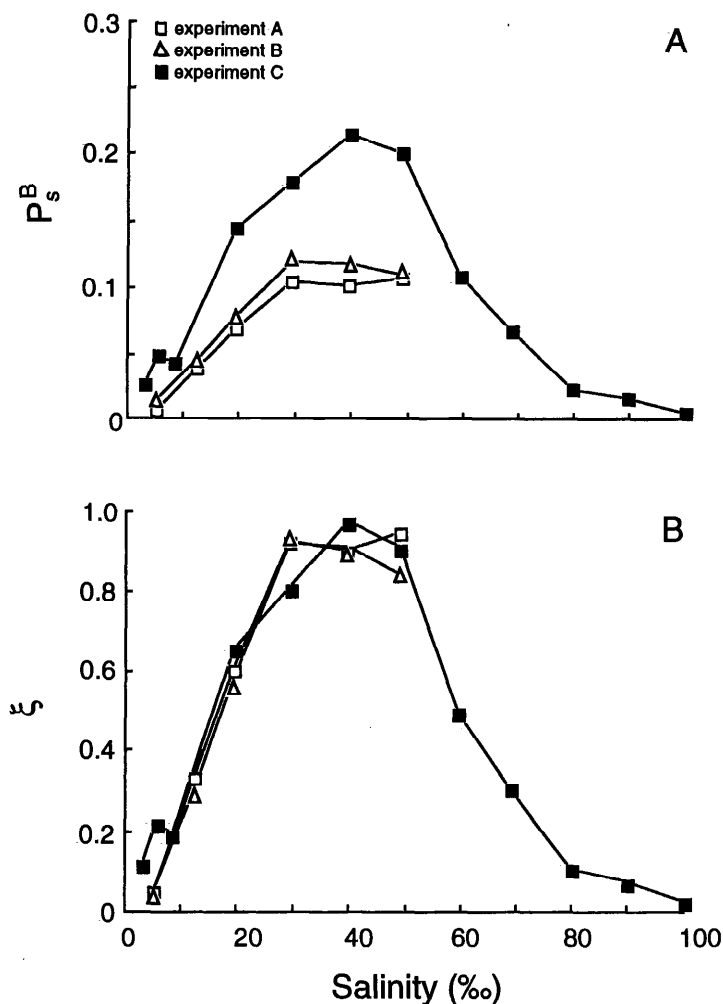 0.3
□ experiment A
△ experiment B
■ experiment C
A
0.2
0.1
0
P_s^B
1.0
B
0.8
0.6
0.4
0.2
0
ξ
0 20 40 60 80 100
Salinity (‰)